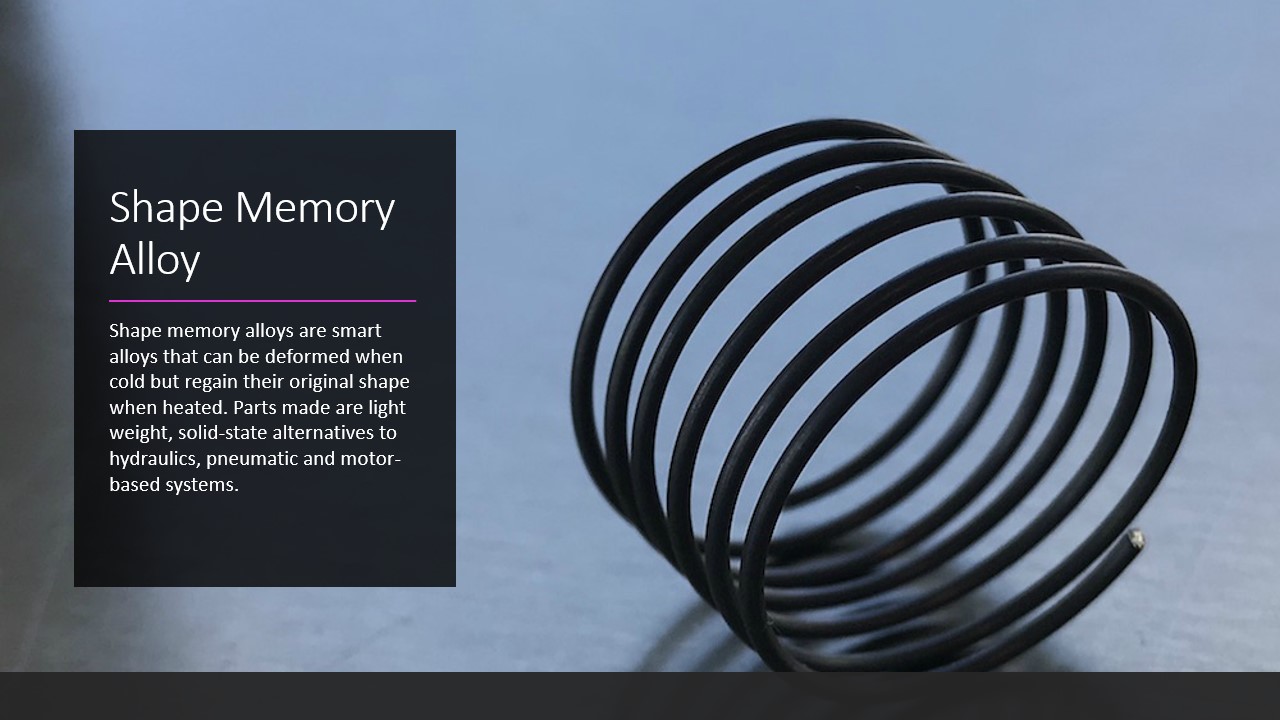 Shape Memory
Alloy
Shape memory alloys are smart
alloys that can be deformed when
cold but regain their original shape
when heated. Parts made are light
weight, solid-state alternatives to
hydraulics, pneumatic and motor-
based systems.